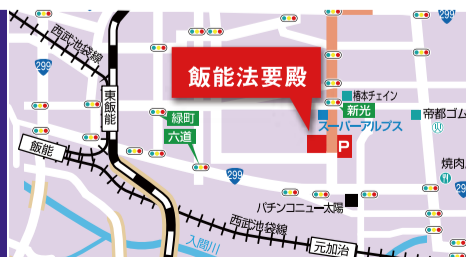 299
西武池袋線
299
東飯能
飯能法要殿
椿本チェイン
緑町
新光
スーパーアルプス
帝都ゴム
六道
P
飯能
焼肉
299
29
パチンコニュー太陽
西武池袋線
入間川
元加治